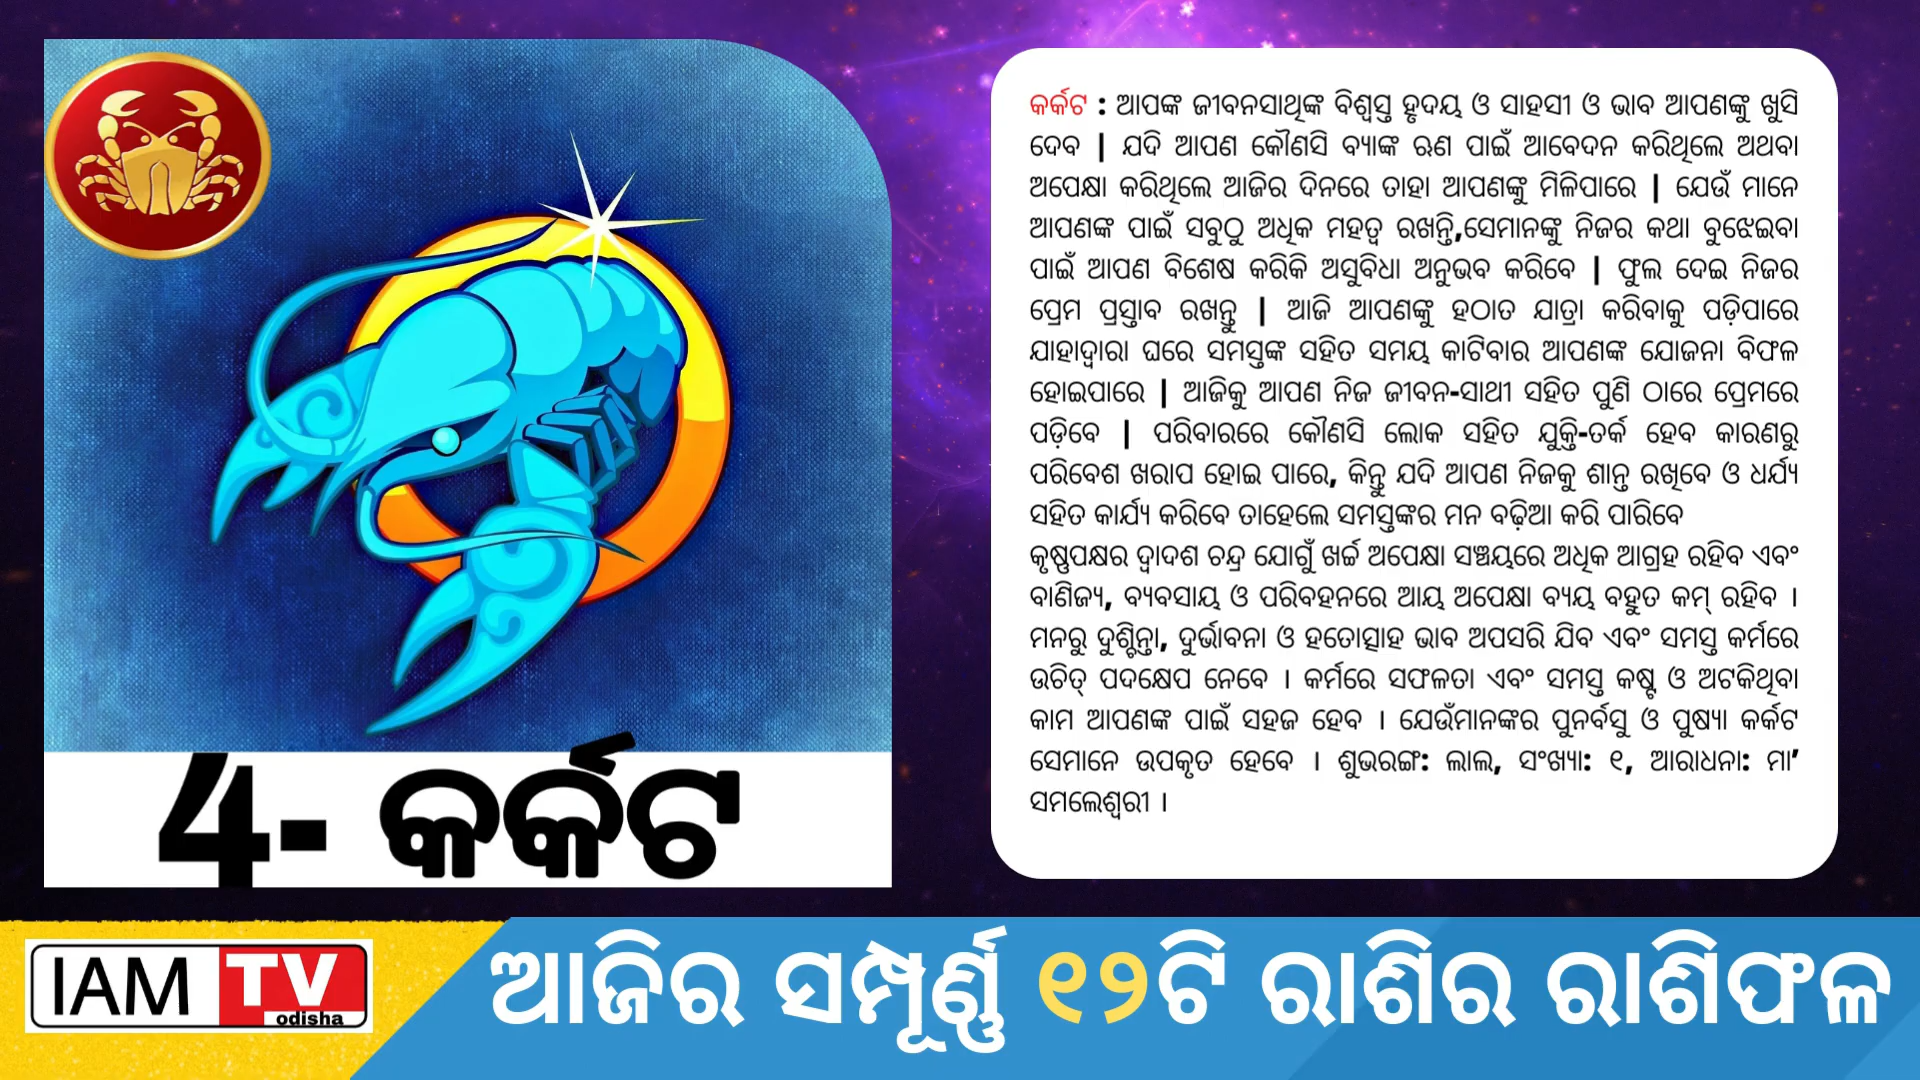 4- କର୍କଟ
କର୍କଟ : ଆପଙ୍କ ଜୀବନସାଥିଙ୍କ ବିଶ୍ୱସ୍ତ ହୃଦୟ ଓ ସାହସୀ ଓ ଭାବ ଆପଣଙ୍କୁ ଖୁସି
ଦେବ | ଯଦି ଆପଣ କୌଣସି ବ୍ୟାଙ୍କ ଋଣ ପାଇଁ ଆବେଦନ କରିଥିଲେ ଅଥବା
ଅପେକ୍ଷା କରିଥିଲେ ଆଜିର ଦିନରେ ତାହା ଆପଣଙ୍କୁ ମିଳିପାରେ | ଯେଉଁ ମାନେ
ଆପଣଙ୍କ ପାଇଁ ସବୁଠୁ ଅଧିକ ମହତ୍ୱ ରଖନ୍ତି,ସେମାନଙ୍କୁ ନିଜର କଥା ବୁଝେଇବା
ପାଇଁ ଆପଣ ବିଶେଷ କରିକି ଅସୁବିଧା ଅନୁଭବ କରିବେ | ଫୁଲ ଦେଇ ନିଜର
ପ୍ରେମ ପ୍ରସ୍ତାବ ରଖନ୍ତୁ | ଆଜି ଆପଣଙ୍କୁ ହଠାତ ଯାତ୍ରା କରିବାକୁ ପଡ଼ିପାରେ
ଯାହାଦ୍ୱାରା ଘରେ ସମସ୍ତଙ୍କ ସହିତ ସମୟ କାଟିବାର ଆପଣଙ୍କ ଯୋଜନା ବିଫଳ
ହୋଇପାରେ | ଆଜିକୁ ଆପଣ ନିଜ ଜୀବନ-ସାଥୀ ସହିତ ପୁଣି ଠାରେ ପ୍ରେମରେ
ପଡ଼ିବେ | ପରିବାରରେ କୌଣସି ଲୋକ ସହିତ ଯୁକ୍ତି-ତର୍କ ହେବ କାରଣରୁ
ପରିବେଶ ଖରାପ ହୋଇ ପାରେ, କିନ୍ତୁ ଯଦି ଆପଣ ନିଜକୁ ଶାନ୍ତ ରଖିବେ ଓ ଧର୍ଯ୍ୟ
ସହିତ କାର୍ଯ୍ୟ କରିବେ ତାହେଲେ ସମସ୍ତଙ୍କର ମନ ବଢ଼ିଆ କରି ପାରିବେ
କୃଷ୍ଣପକ୍ଷର ଦ୍ୱାଦଶ ଚନ୍ଦ୍ର ଯୋଗୁଁ ଖର୍ଚ୍ଚ ଅପେକ୍ଷା ସଞ୍ଚୟରେ ଅଧିକ ଆଗ୍ରହ ରହିବ ଏବଂ
ବାଣିଜ୍ୟ, ବ୍ୟବସାୟ ଓ ପରିବହନରେ ଆୟ ଅପେକ୍ଷା ବ୍ୟୟ ବହୁତ କମ୍ ରହିବ ।
ମନରୁ ଦୁଶ୍ଚିନ୍ତା, ଦୁର୍ଭାବନା ଓ ହତୋତ୍ସାହ ଭାବ ଅପସରି ଯିବ ଏବଂ ସମସ୍ତ କର୍ମରେ
ଉଚିତ୍ ପଦକ୍ଷେପ ନେବେ । କର୍ମରେ ସଫଳତା ଏବଂ ସମସ୍ତ କଷ୍ଟ ଓ ଅଟକିଥିବା
କାମ ଆପଣଙ୍କ ପାଇଁ ସହଜ ହେବ । ଯେଉଁମାନଙ୍କର ପୁନର୍ବସୁ ଓ ପୁଷ୍ୟା କର୍କଟ
ସେମାନେ ଉପକୃତ ହେବେ । ଶୁଭରଙ୍ଗ: ଲାଲ, ସଂଖ୍ୟା: ୧, ଆରାଧନା: ମା’
ସମଲେଶ୍ୱରୀ ।
IAM TV
odisha
ଆଜିର ସମ୍ପୂର୍ଣ୍ଣ ୧୨ଟି ରାଶିର ରାଶିଫଳ